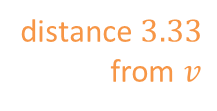 distance 3.33
from v